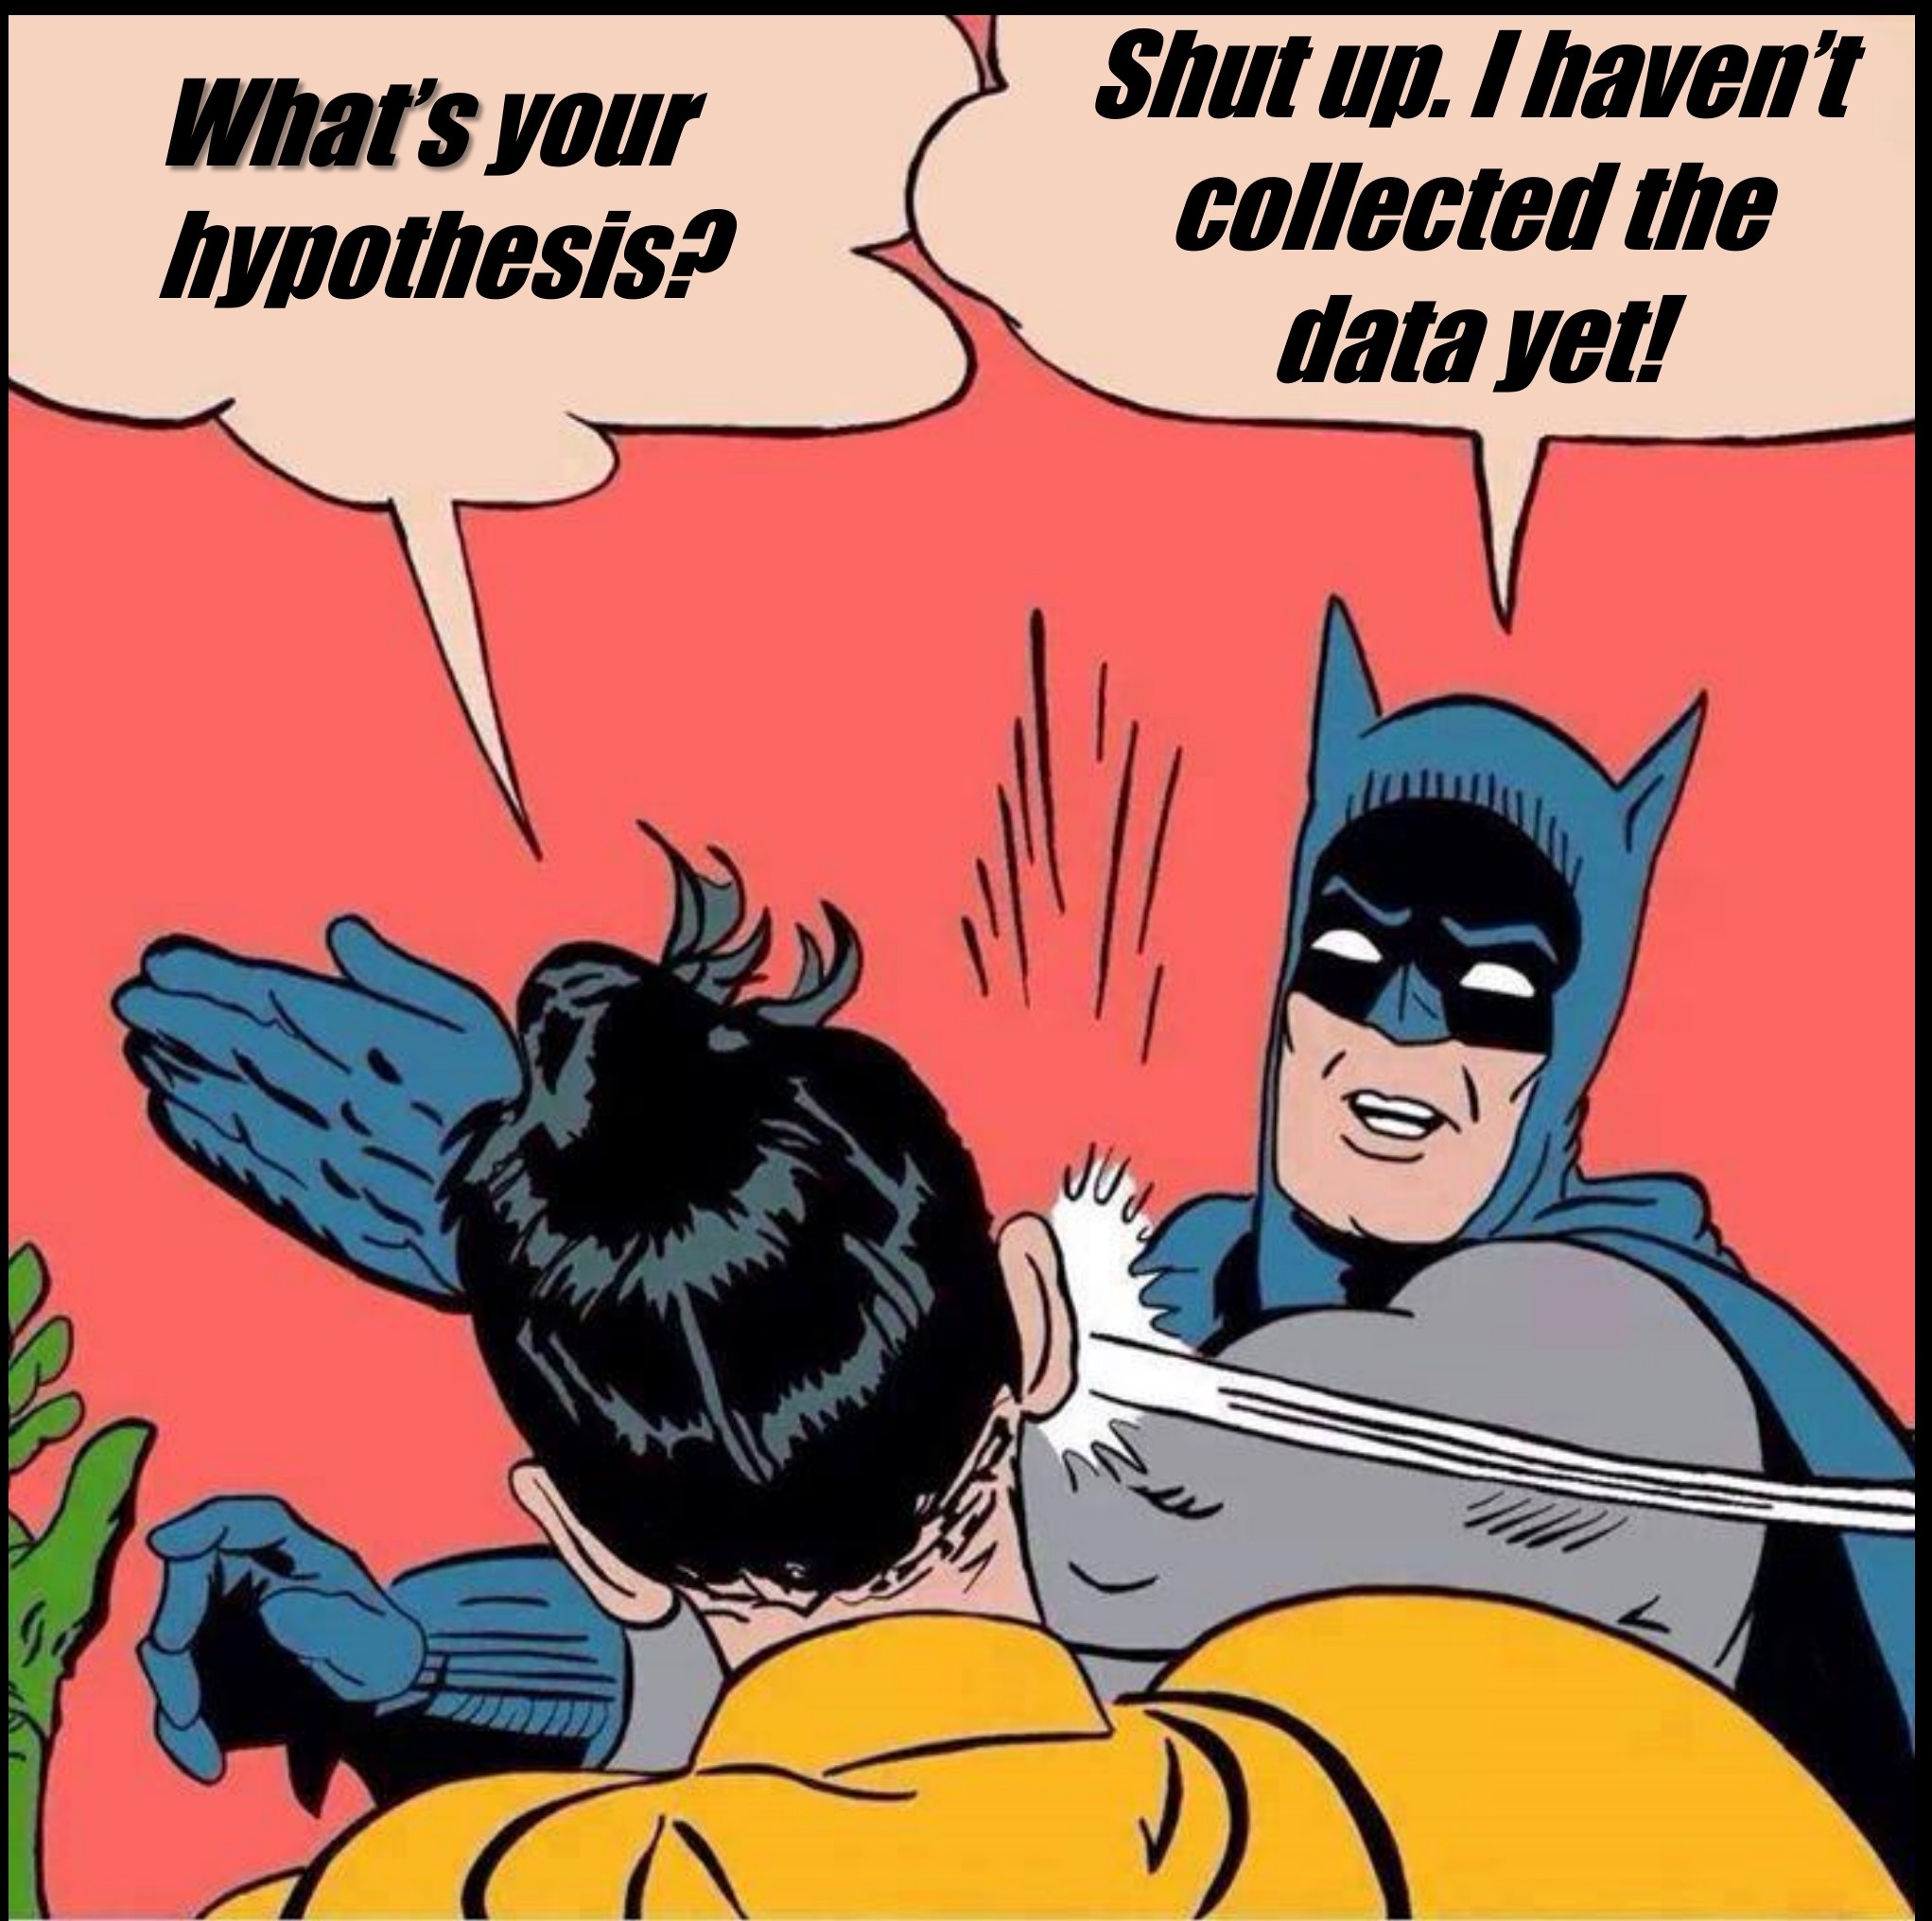 What’s your
hypothesis?
Shut up. I haven’t
collected the
data yet!